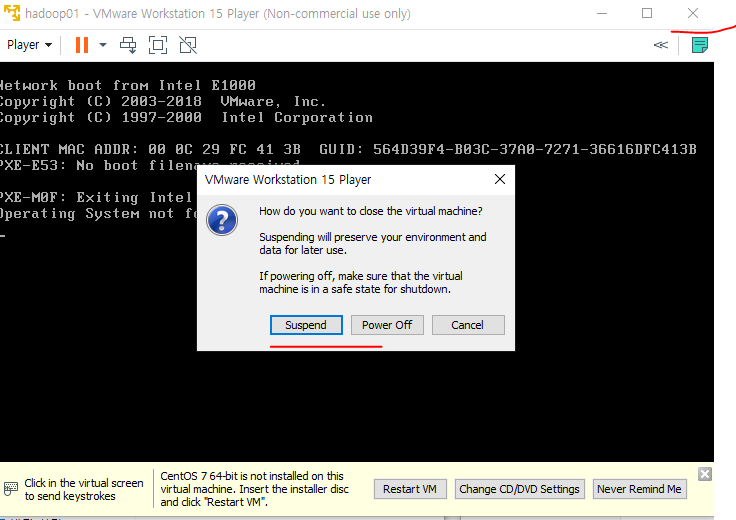 hadoop01 - VMware Workstation 15 Player (Non-commercial use only)
Player
Network boot from Intel E1000
Copyright (C) 2003-2018 VMware, Inc.
Copyright (C) 1997-2000 Intel Corporation
CLIENT MAC ADDR: 00 0C 29 FC 41 3B GUID: 564D39F4-B03C-37A0-7271-36616DFC413B
PXE-E53: No boot filename received
PXE-M0F: Exiting Intel
Operating System not
VMware Workstation 15 Player
How do you want to close the virtual machine?
Suspending will preserve your environment and
data for later use.
If powering off, make sure that the virtual
machine is in a safe state for shutdown.
Suspend Power Off Cancel
Click in the virtual screen
to send keystrokes
CentOS 7 64-bit is not installed on this
virtual machine. Insert the installer disc
and click "Restart VM".
Restart VM Change CD/DVD Settings Never Remind Me